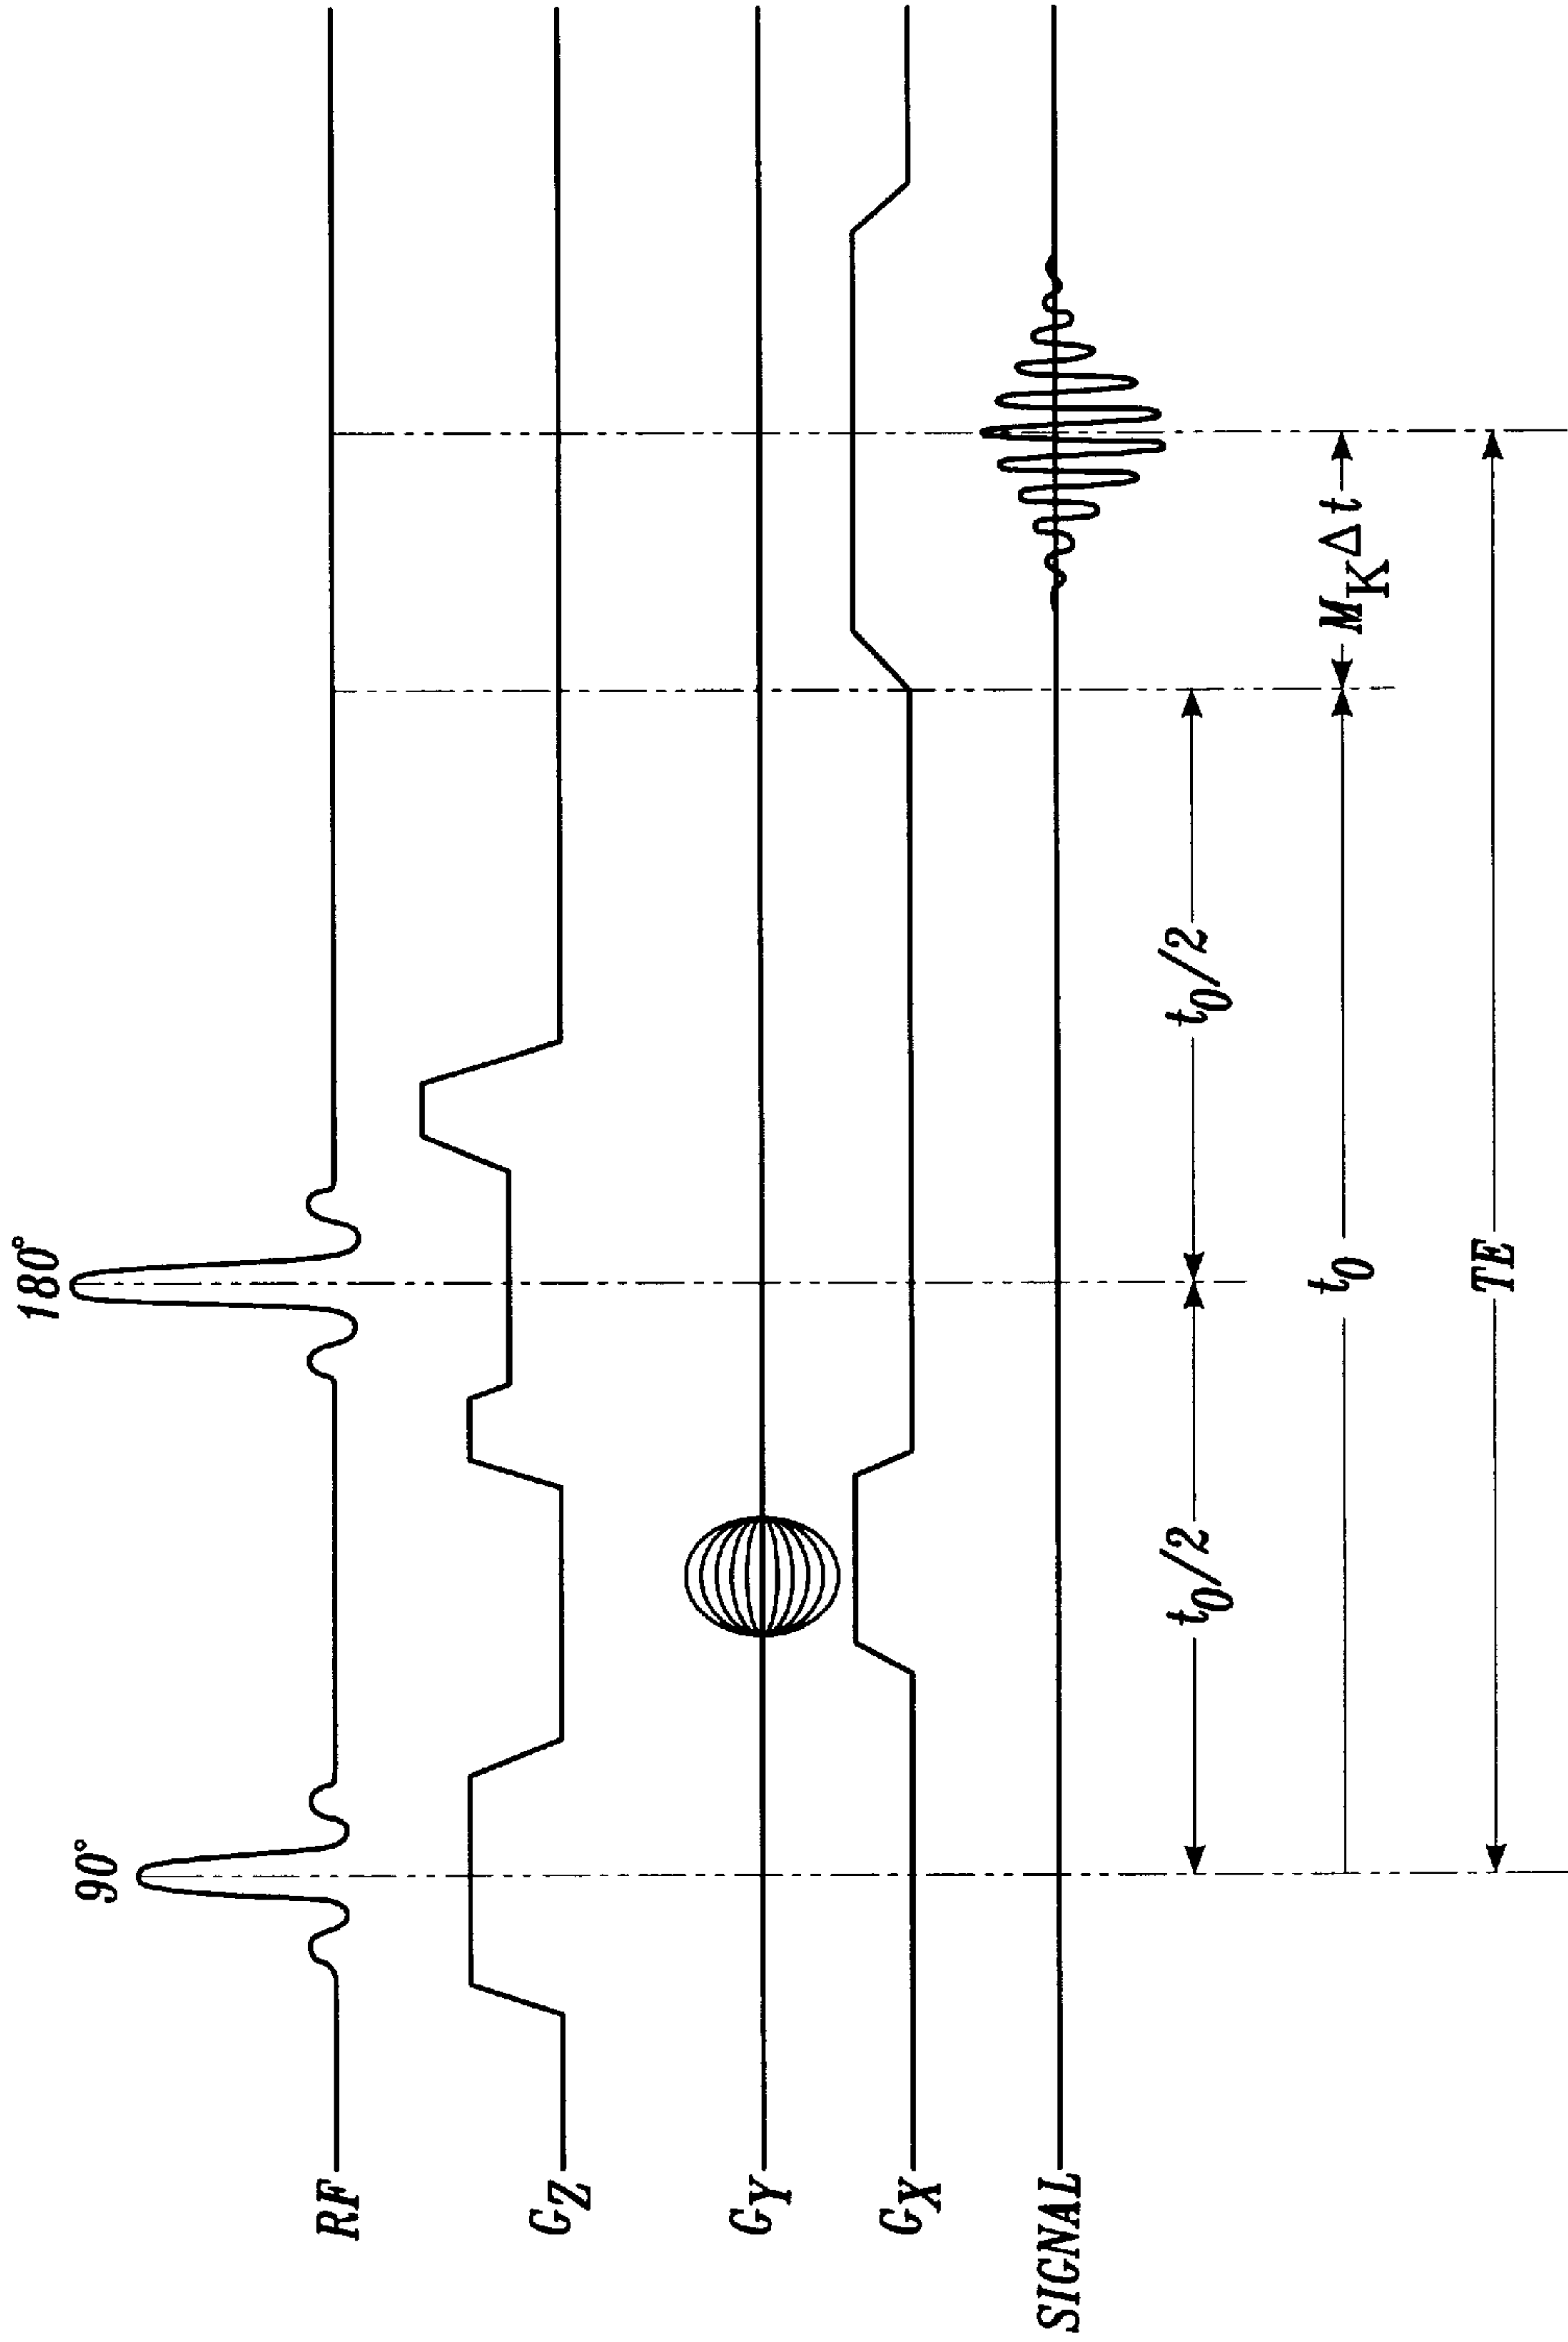 90°
180°
RF
G_Z
G_Y
G_X
SIGNAL
t_0/2
t_0/2
t_0
M_K Δt
TE